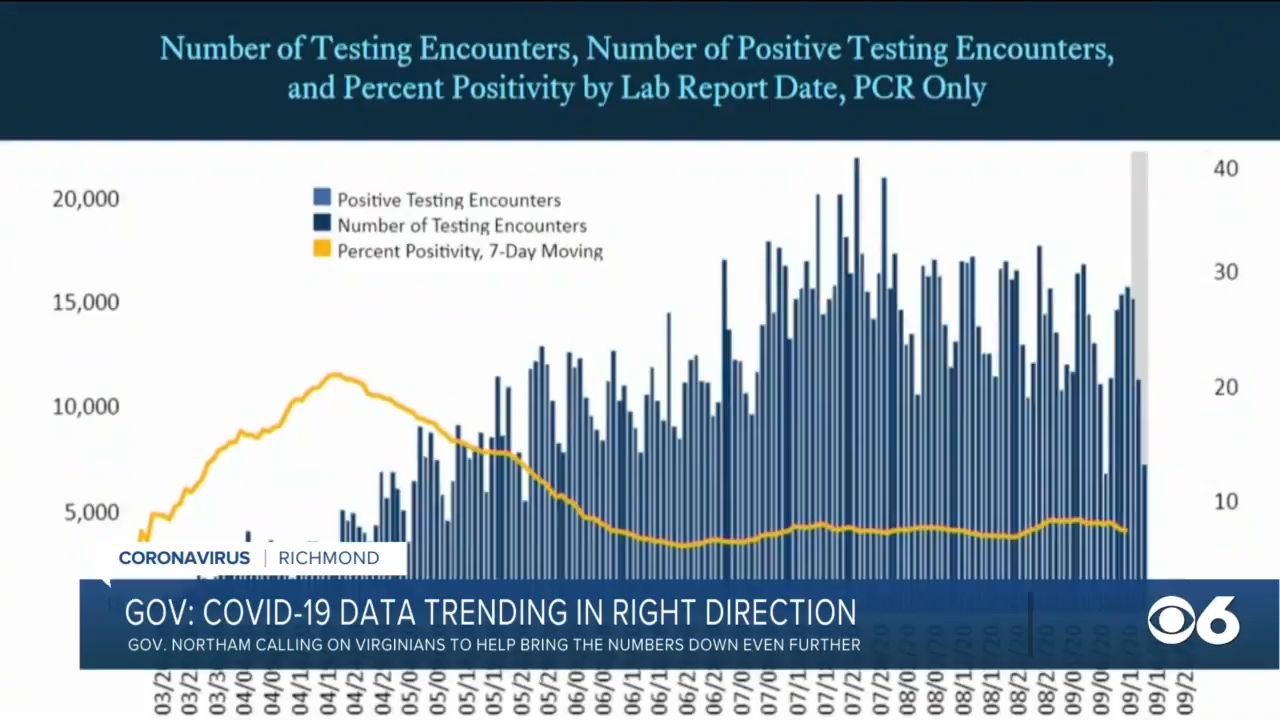 Number of Testing Encounters, Number of Positive Testing Encounters,
and Percent Positivity by Lab Report Date, PCR Only
20,000
15,000
10,000
5,000
Positive Testing Encounters
Number of Testing Encounters
Percent Positivity, 7-Day Moving
40
30
20
10
CORONAVIRUS | RICHMOND
GOV: COVID-19 DATA TRENDING IN RIGHT DIRECTION
GOV. NORTHAM CALLING ON VIRGINIANS TO HELP BRING THE NUMBERS DOWN EVEN FURTHER
6